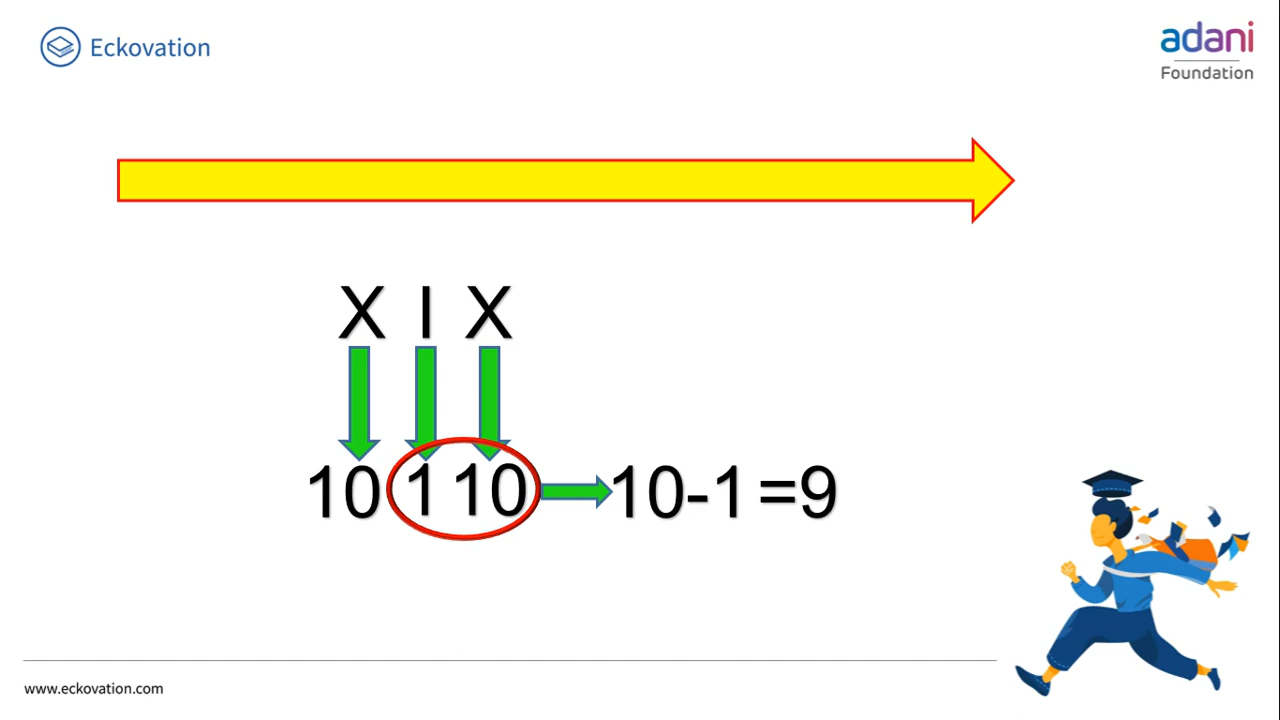 Eckovation
adani
Foundation
X I X
10 1 10 10-1=9
www.eckovation.com